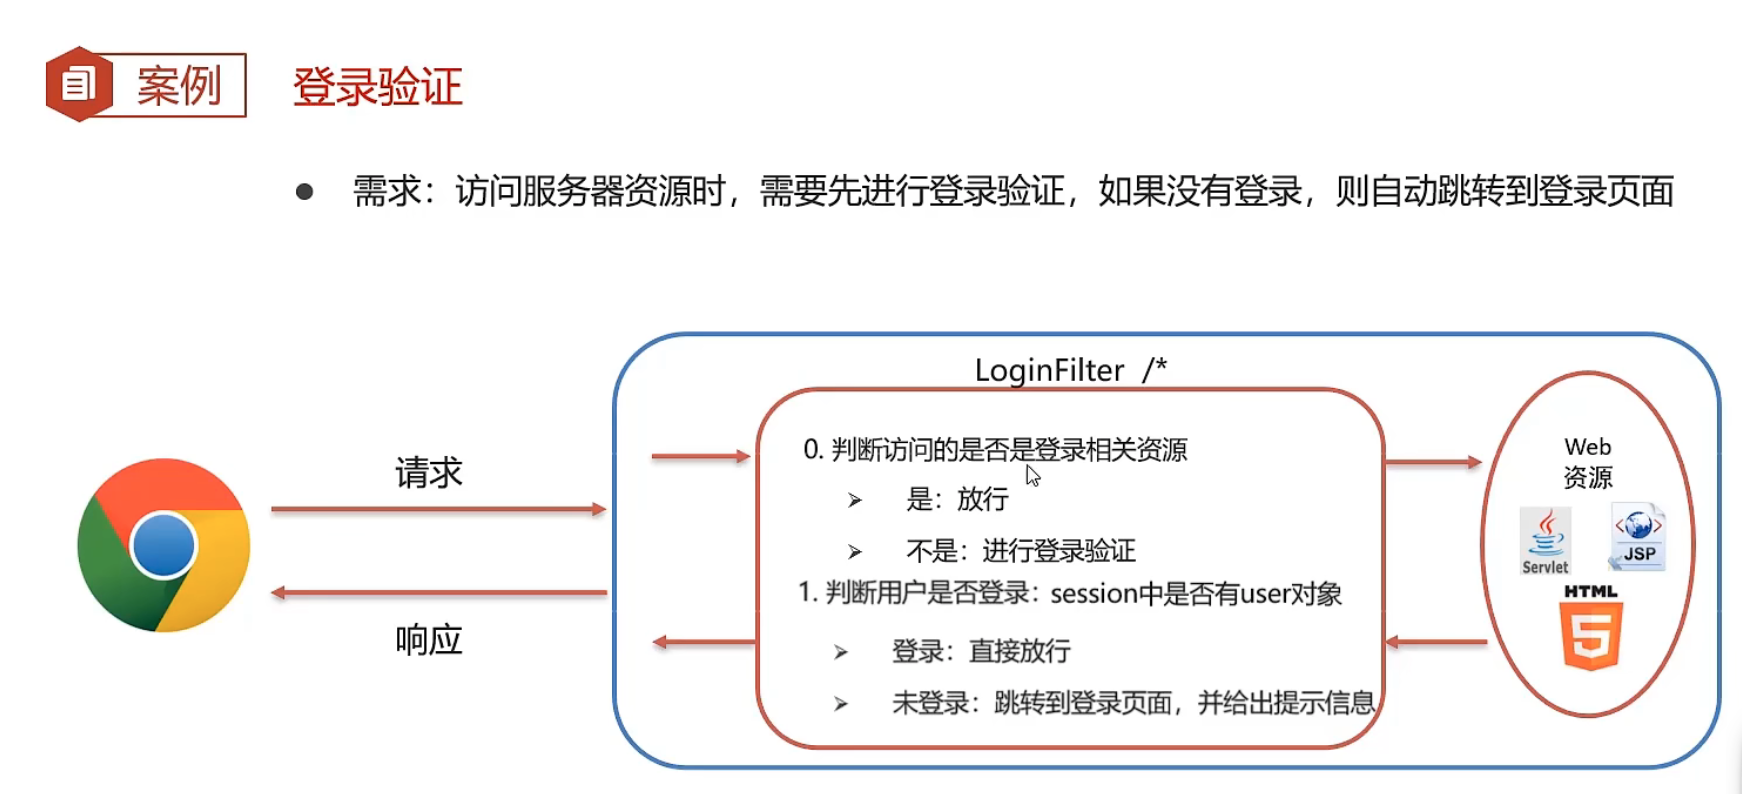 案例
登录验证
● 需求：访问服务器资源时，需要先进行登录验证，如果没有登录，则自动跳转到登录页面
LoginFilter /*
请求
响应
0. 判断访问的是否是登录相关资源
➢ 是：放行
➢ 不是：进行登录验证
1. 判断用户是否登录：session中是否有user对象
➢ 登录：直接放行
➢ 未登录：跳转到登录页面，并给出提示信息
Web
资源
Servlet
JSP
HTML
5